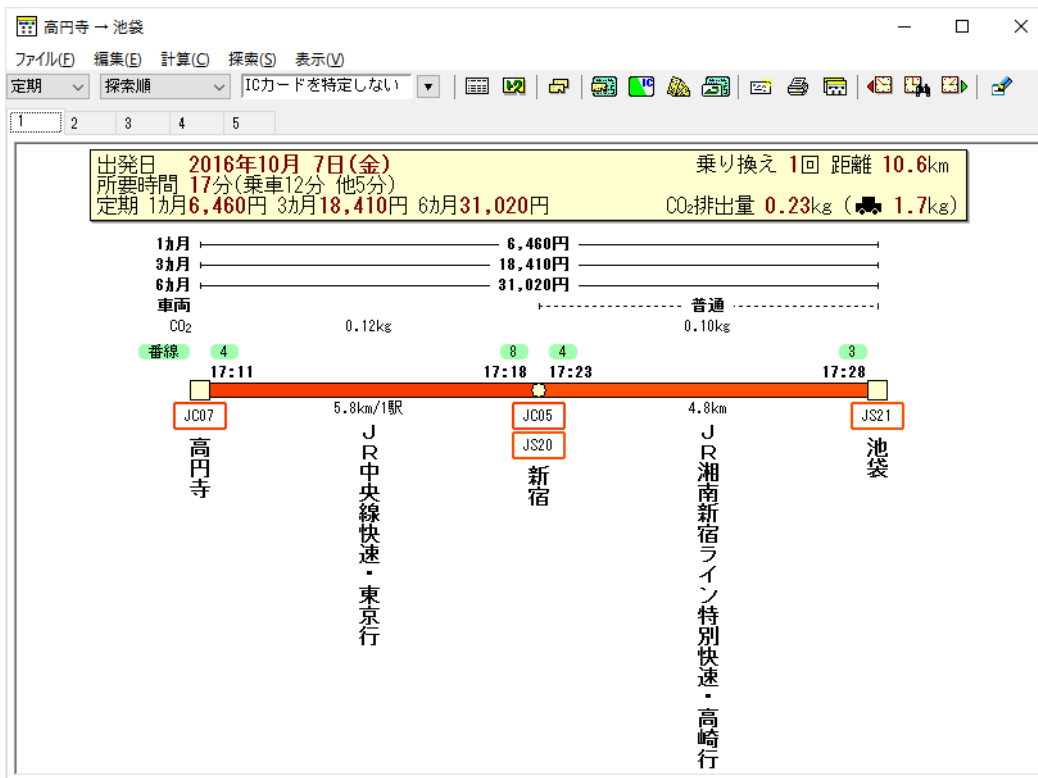 高円寺 → 池袋
ファイル(F) 編集(E) 計算(C) 探索(S) 表示(V)
定期 探索順 ICカードを特定しない IC
1 2 3 4 5
出発日 2016年10月 7日(金) 乗り換え 1回 距離 10.6km
所要時間 17分(乗車12分 他5分)
定期 1ヵ月6,460円 3ヵ月18,410円 6ヵ月31,020円 CO₂排出量 0.23kg ( 1.7kg)
1ヵ月 6,460円
3ヵ月 18,410円
6ヵ月 31,020円
車両 普通
CO₂ 0.12kg 0.10kg
番線 4 8 4 3
17:11 17:18 17:23 17:28
5.8km/1駅 4.8km
JC07 JC05 JS21
JS20
高円寺
JR中央線快速・東京行
新宿
JR湘南新宿ライン特別快速・高崎行
池袋